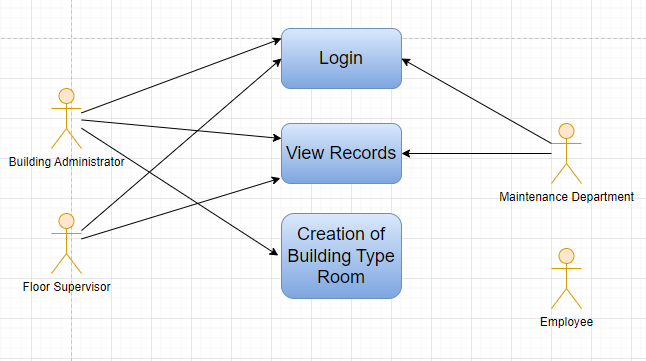 Login
View Records
Building Administrator
Maintenance Department
Creation of
Building Type
Room
Floor Supervisor
Employee